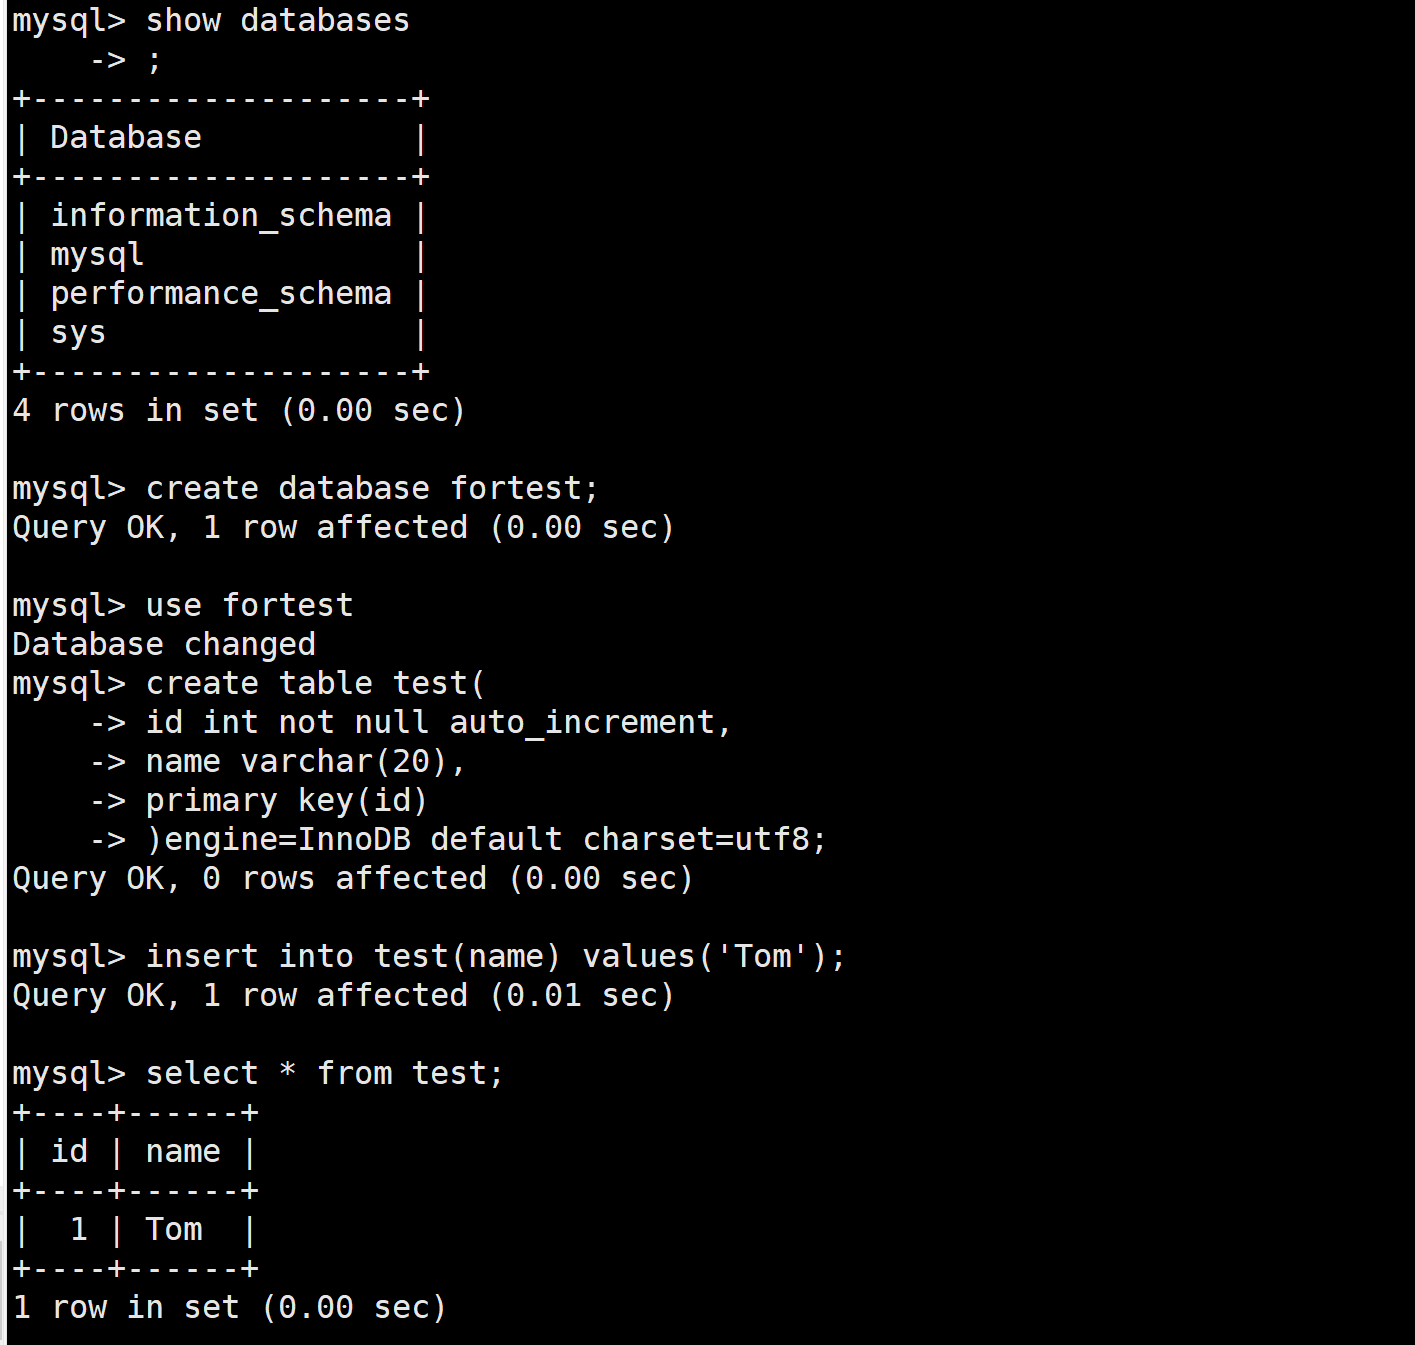 mysql> show databases
    -> ;
+--------------------+
| Database           |
+--------------------+
| information_schema |
| mysql              |
| performance_schema |
| sys                |
+--------------------+
4 rows in set (0.00 sec)

mysql> create database fortest;
Query OK, 1 row affected (0.00 sec)

mysql> use fortest
Database changed
mysql> create table test(
    -> id int not null auto_increment,
    -> name varchar(20),
    -> primary key(id)
    -> )engine=InnoDB default charset=utf8;
Query OK, 0 rows affected (0.00 sec)

mysql> insert into test(name) values('Tom');
Query OK, 1 row affected (0.01 sec)

mysql> select * from test;
+----+------+
| id | name |
+----+------+
|  1 | Tom  |
+----+------+
1 row in set (0.00 sec)